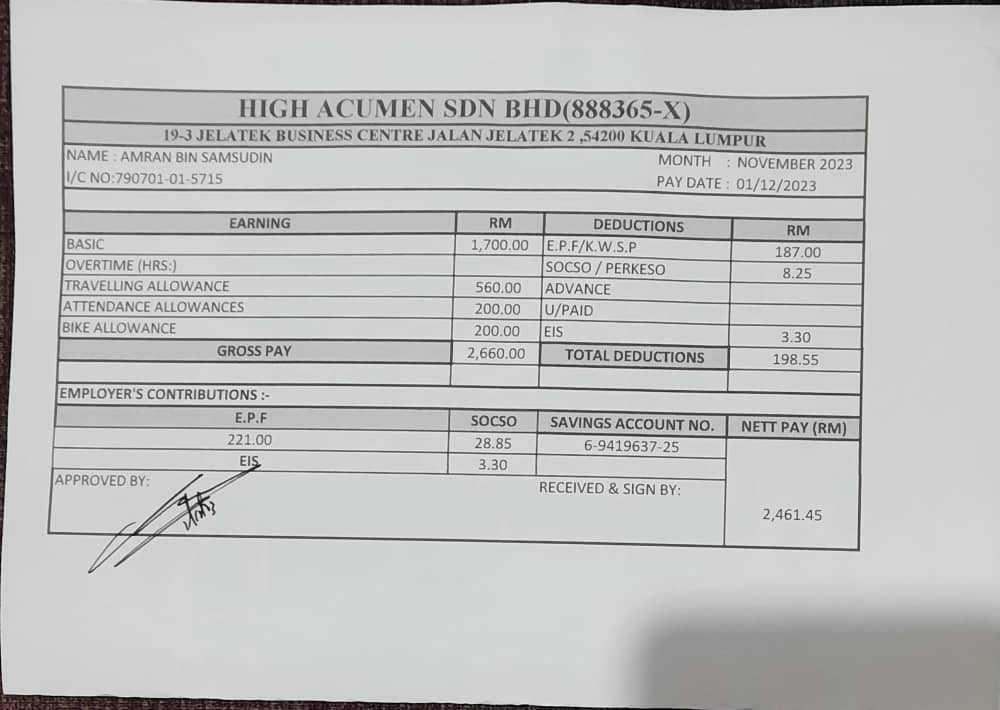 HIGH ACUMEN SDN BHD(888365-X)
19-3 JELATEK BUSINESS CENTRE JALAN JELATEK 2 ,54200 KUALA LUMPUR
NAME : AMRAN BIN SAMSUDIN MONTH : NOVEMBER 2023
I/C NO:790701-01-5715 PAY DATE : 01/12/2023
EARNING RM DEDUCTIONS RM
BASIC 1,700.00 E.P.F/K.W.S.P 187.00
OVERTIME (HRS:) SOCSO / PERKESO 8.25
TRAVELLING ALLOWANCE 560.00 ADVANCE
ATTENDANCE ALLOWANCES 200.00 U/PAID
BIKE ALLOWANCE 200.00 EIS 3.30
GROSS PAY 2,660.00 TOTAL DEDUCTIONS 198.55
EMPLOYER'S CONTRIBUTIONS :-
E.P.F SOCSO SAVINGS ACCOUNT NO. NETT PAY (RM)
221.00 28.85 6-9419637-25
EIS 3.30
APPROVED BY: RECEIVED & SIGN BY:
2,461.45